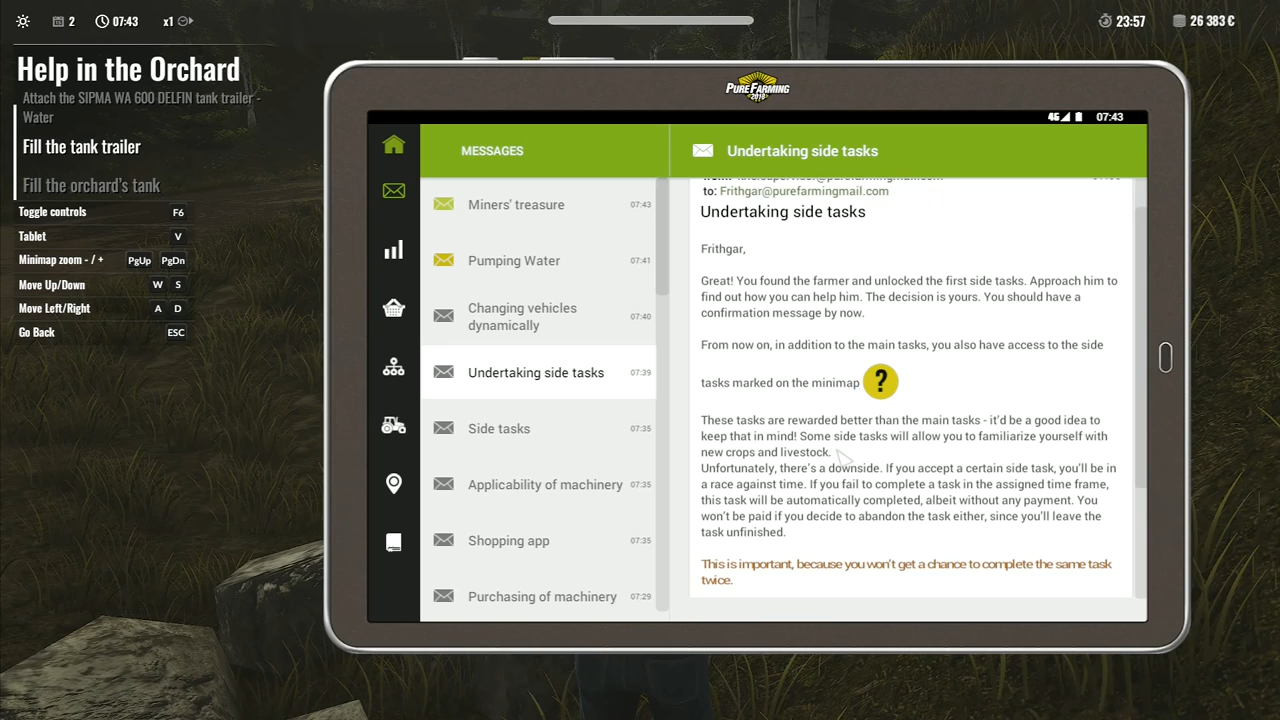 2
07:43
x1
23:57
26 383 €
Help in the Orchard
Attach the SIPMA WA 600 DELFIN tank trailer -
Water
Fill the tank trailer
Fill the orchard's tank
Toggle controls F6
Tablet V
Minimap zoom - / + PgUp PgDn
Move Up/Down W S
Move Left/Right A D
Go Back ESC
PURE FARMING
2018
4G 07:43
MESSAGES
Miners' treasure 07:43
Pumping Water 07:41
Changing vehicles
dynamically 07:40
Undertaking side tasks 07:39
Side tasks 07:35
Applicability of machinery 07:35
Shopping app 07:35
Purchasing of machinery 07:29
Undertaking side tasks
to: Frithgar@purefarmingmail.com
Undertaking side tasks
Frithgar,
Great! You found the farmer and unlocked the first side tasks. Approach him to
find out how you can help him. The decision is yours. You should have a
confirmation message by now.
From now on, in addition to the main tasks, you also have access to the side
tasks marked on the minimap ?
These tasks are rewarded better than the main tasks - it'd be a good idea to
keep that in mind! Some side tasks will allow you to familiarize yourself with
new crops and livestock.
Unfortunately, there's a downside. If you accept a certain side task, you'll be in
a race against time. If you fail to complete a task in the assigned time frame,
this task will be automatically completed, albeit without any payment. You
won't be paid if you decide to abandon the task either, since you'll leave the
task unfinished.
This is important, because you won't get a chance to complete the same task
twice.